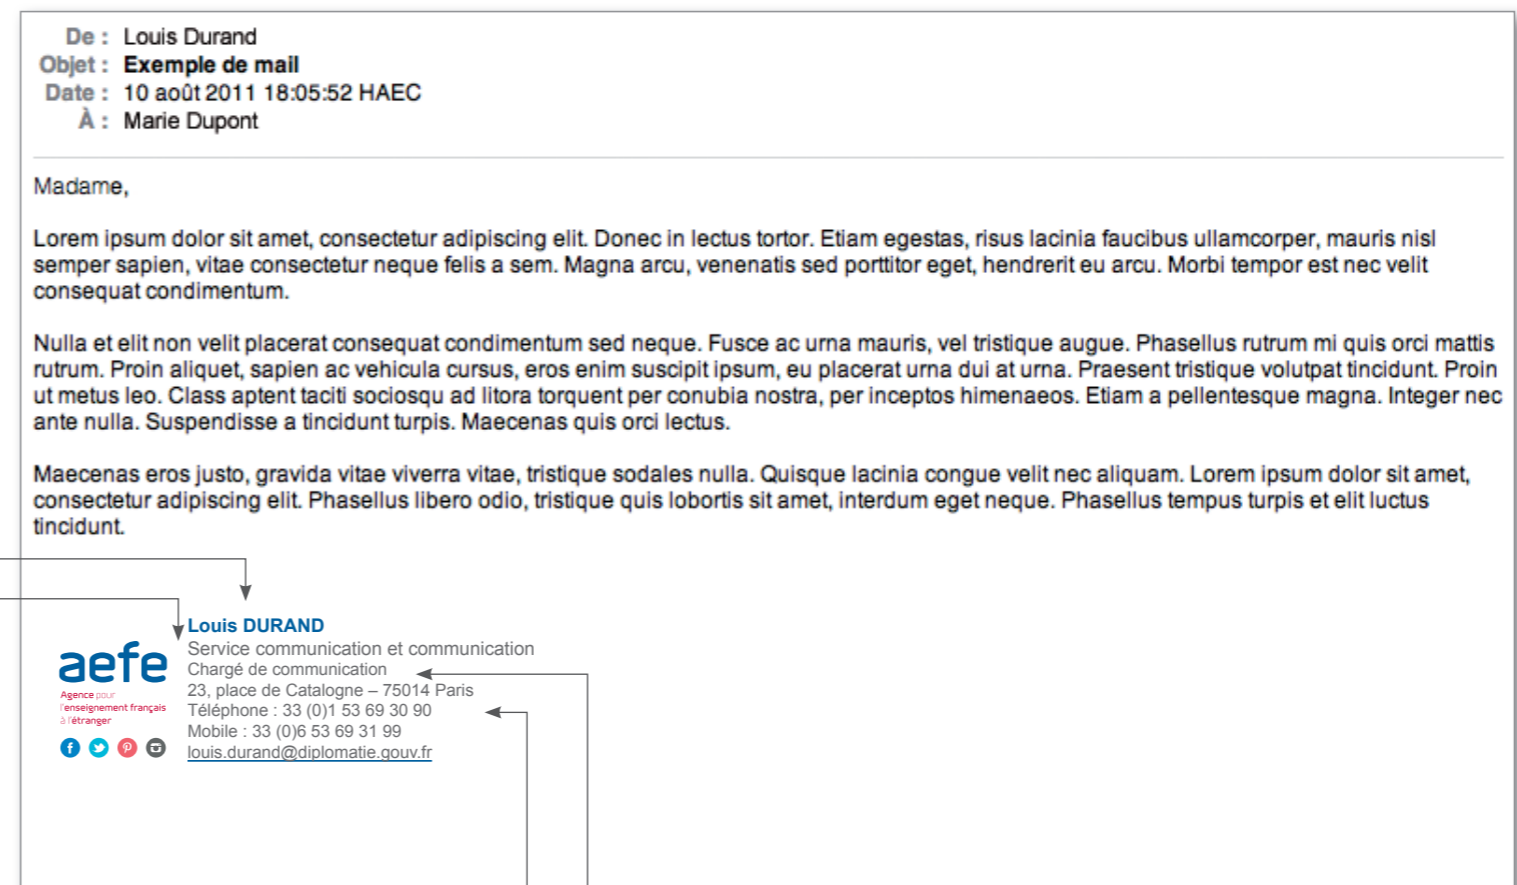 De : Louis Durand
Objet : Exemple de mail
Date : 10 août 2011 18:05:52 HAEC
À : Marie Dupont
Madame,
Lorem ipsum dolor sit amet, consectetur adipiscing elit. Donec in lectus tortor. Etiam egestas, risus lacinia faucibus ullamcorper, mauris nisl
semper sapien, vitae consectetur neque felis a sem. Magna arcu, venenatis sed porttitor eget, hendrerit eu arcu. Morbi tempor est nec velit
consequat condimentum.
Nulla et elit non velit placerat consequat condimentum sed neque. Fusce ac urna mauris, vel tristique augue. Phasellus rutrum mi quis orci mattis
rutrum. Proin aliquet, sapien ac vehicula cursus, eros enim suscipit ipsum, eu placerat urna dui at urna. Praesent tristique volutpat tincidunt. Proin
ut metus leo. Class aptent taciti sociosqu ad litora torquent per conubia nostra, per inceptos himenaeos. Etiam a pellentesque magna. Integer nec
ante nulla. Suspendisse a tincidunt turpis. Maecenas quis orci lectus.
Maecenas eros justo, gravida vitae viverra vitae, tristique sodales nulla. Quisque lacinia congue velit nec aliquam. Lorem ipsum dolor sit amet,
consectetur adipiscing elit. Phasellus libero odio, tristique quis lobortis sit amet, interdum eget neque. Phasellus tempus turpis et elit luctus
tincidunt.
aefe
Agence pour
l'enseignement français
à l'étranger
Louis DURAND
Service communication et communication
Chargé de communication
23, place de Catalogne – 75014 Paris
Téléphone : 33 (0)1 53 69 30 90
Mobile : 33 (0)6 53 69 31 99
louis.durand@diplomatie.gouv.fr